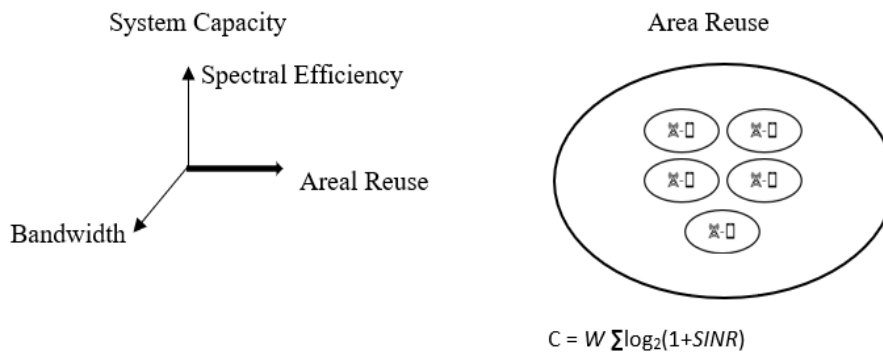 System Capacity
Spectral Efficiency
Areal Reuse
Bandwidth
Area Reuse
C = W ∑log₂(1+SINR)